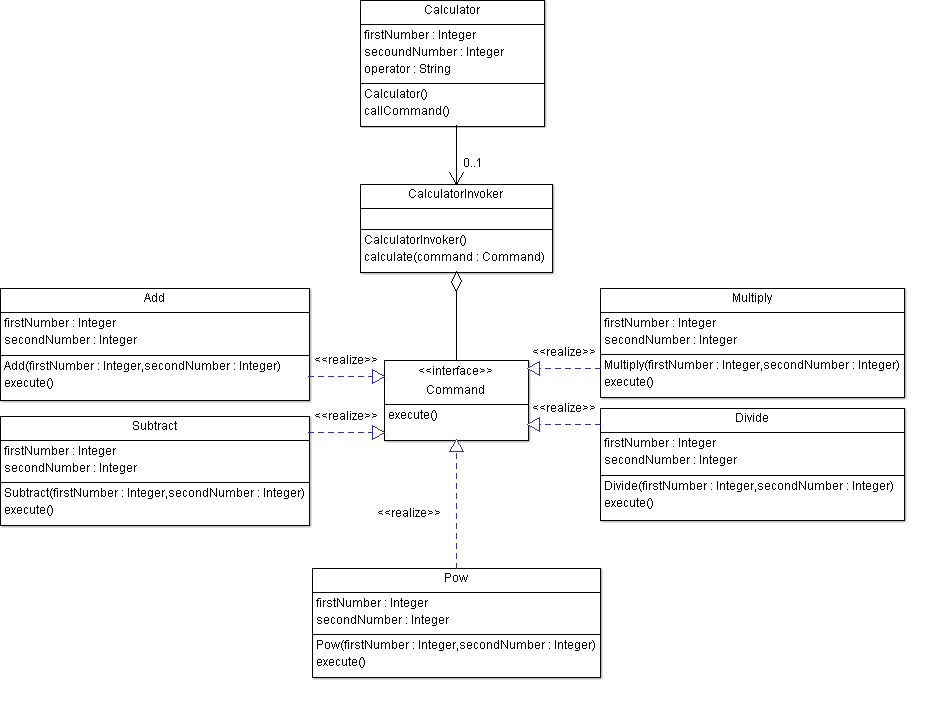 Calculator
firstNumber : Integer
secoundNumber : Integer
operator : String
Calculator()
callCommand()
0..1
CalculatorInvoker
CalculatorInvoker()
calculate(command : Command)
Add
firstNumber : Integer
secondNumber : Integer
Add(firstNumber : Integer,secondNumber : Integer)
execute()
<<realize>>
Subtract
firstNumber : Integer
secondNumber : Integer
Subtract(firstNumber : Integer,secondNumber : Integer)
execute()
<<realize>>
<<interface>>
Command
execute()
<<realize>>
Multiply
firstNumber : Integer
secondNumber : Integer
Multiply(firstNumber : Integer,secondNumber : Integer)
execute()
<<realize>>
Divide
firstNumber : Integer
secondNumber : Integer
Divide(firstNumber : Integer,secondNumber : Integer)
execute()
<<realize>>
Pow
firstNumber : Integer
secondNumber : Integer
Pow(firstNumber : Integer,secondNumber : Integer)
execute()